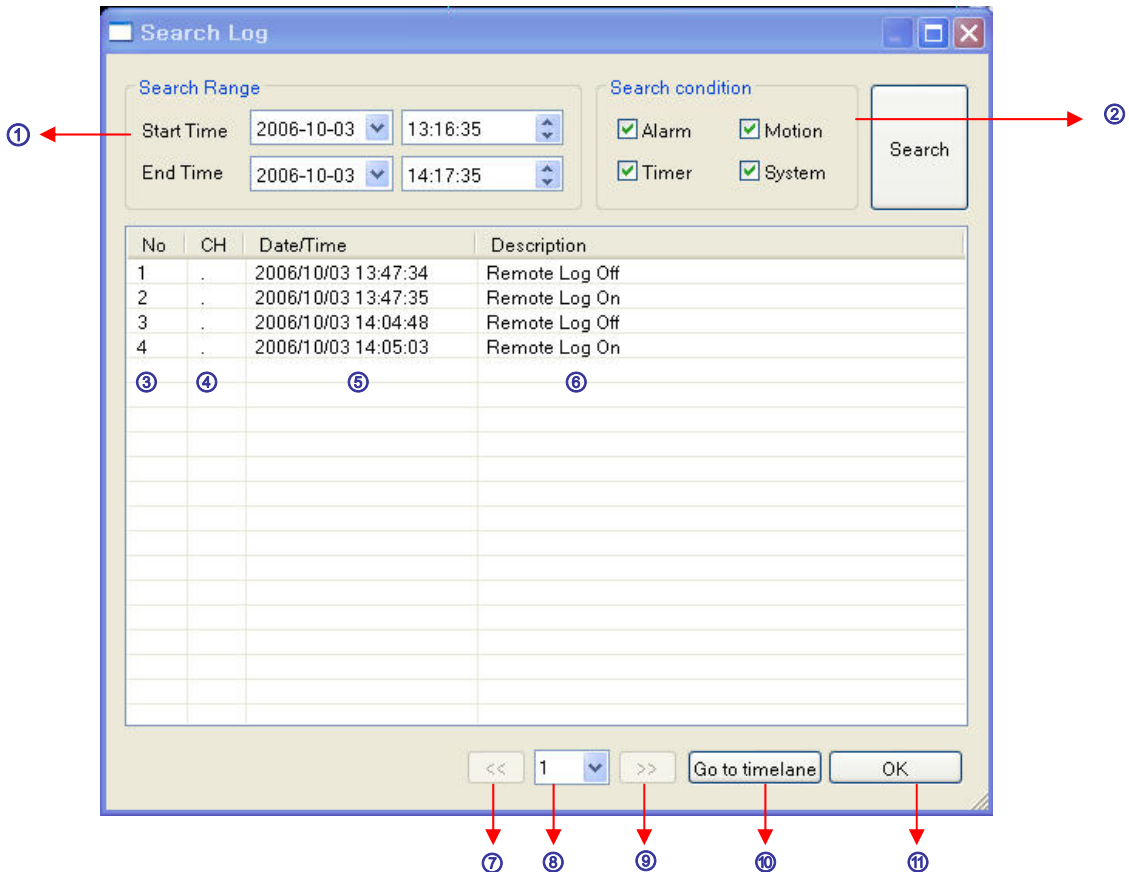 Search Log
Search Range
Search condition
① Start Time 2006-10-03 13:16:35 Alarm Motion Search ②
End Time 2006-10-03 14:17:35 Timer System
No CH Date/Time Description
1 . 2006/10/03 13:47:34 Remote Log Off
2 . 2006/10/03 13:47:35 Remote Log On
3 . 2006/10/03 14:04:48 Remote Log Off
4 . 2006/10/03 14:05:03 Remote Log On
③ ④ ⑤ ⑥
<< 1 >> Go to timelane OK
⑦ ⑧ ⑨ ⑩ ⑪